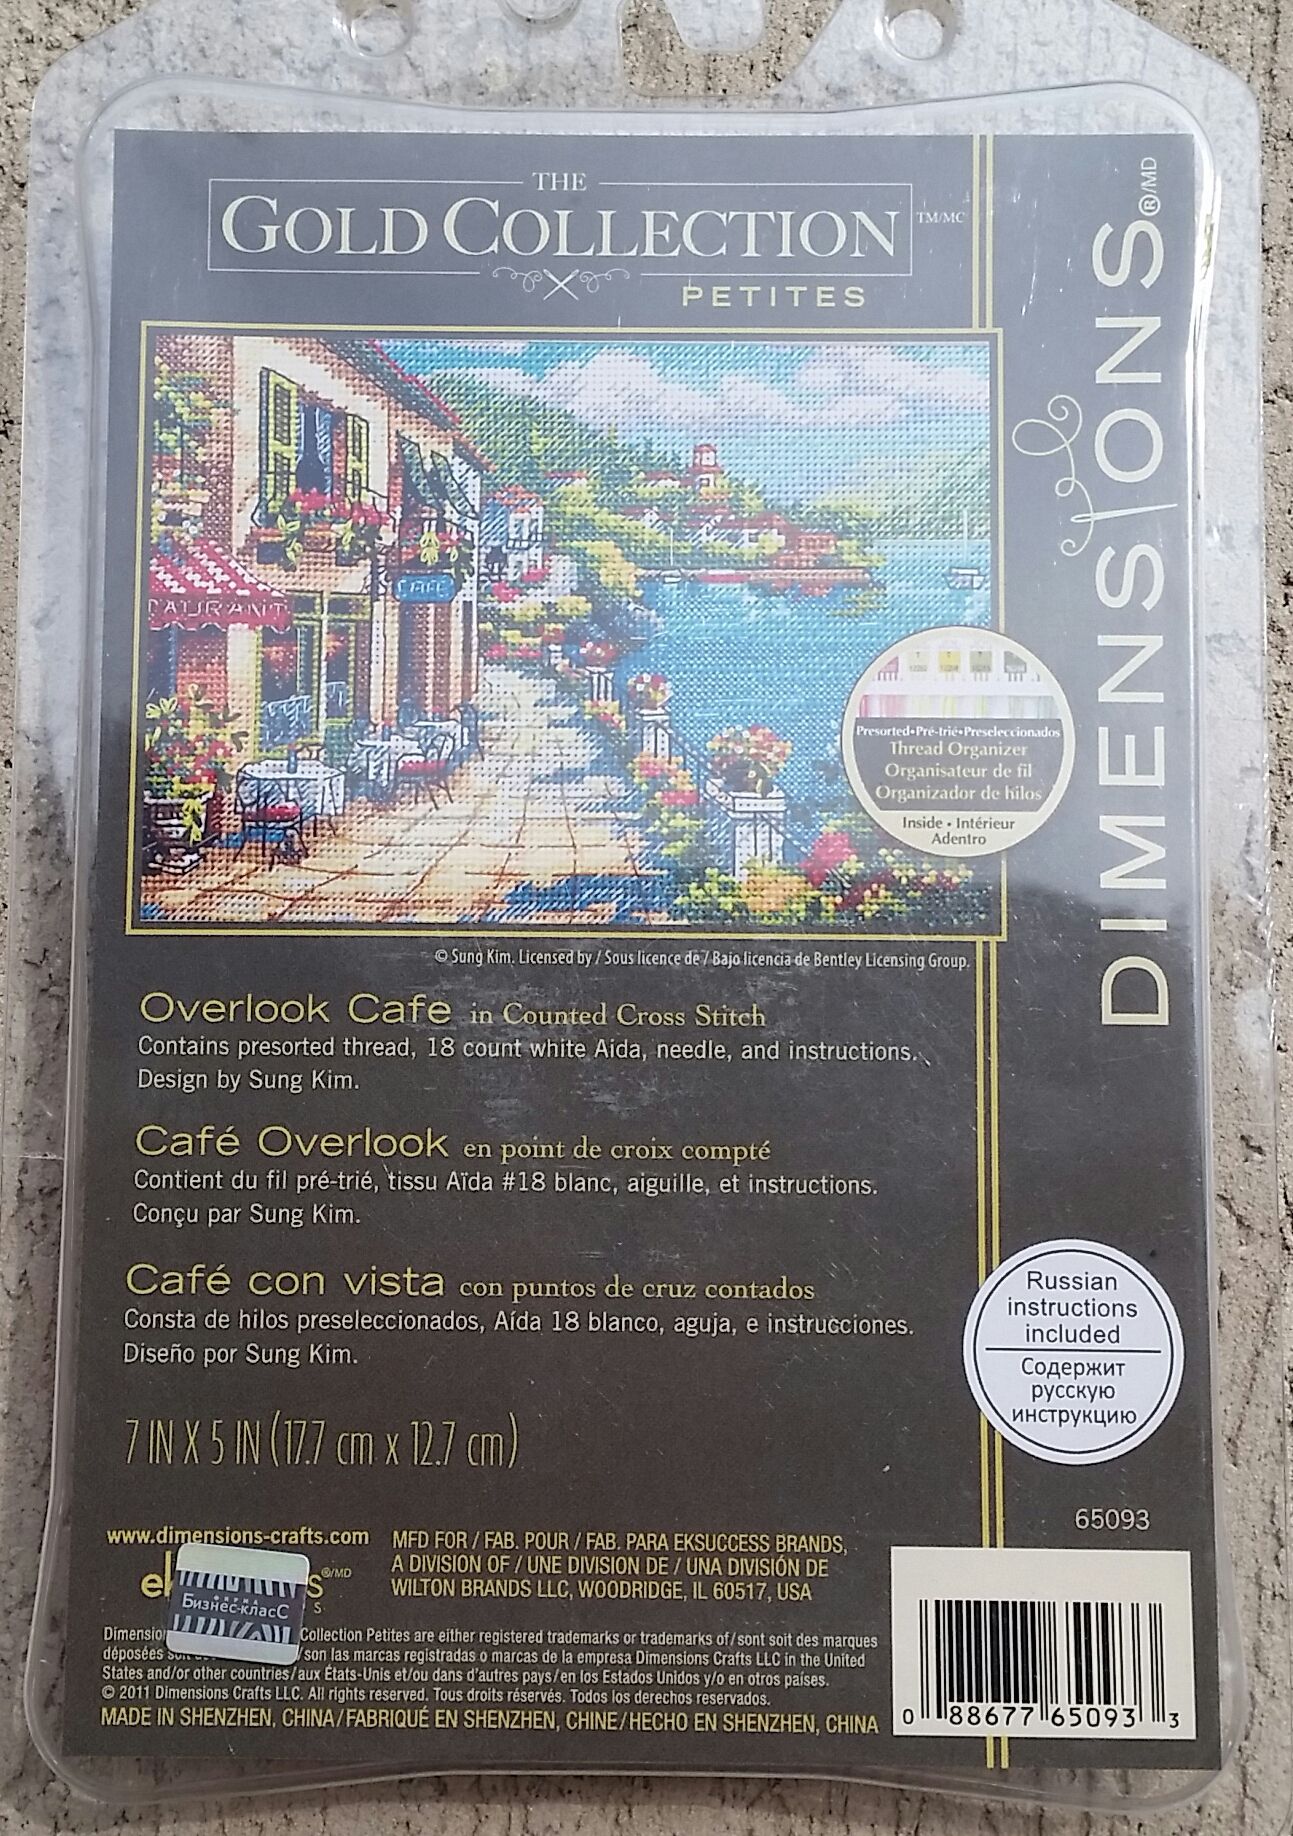 THE
GOLD COLLECTION TM/MC
PETITES
DIMENSIONS ®/MD
TAURANT
CAFE
Presorted•Pré-trié•Preseleccionados
Thread Organizer
Organisateur de fil
Organizador de hilos
Inside • Intérieur
Adentro
© Sung Kim. Licensed by / Sous licence de / Bajo licencia de Bentley Licensing Group.
Overlook Cafe in Counted Cross Stitch
Contains presorted thread, 18 count white Aida, needle, and instructions.
Design by Sung Kim.
Café Overlook en point de croix compté
Contient du fil pré-trié, tissu Aïda #18 blanc, aiguille, et instructions.
Conçu par Sung Kim.
Café con vista con puntos de cruz contados
Consta de hilos preseleccionados, Aída 18 blanco, aguja, e instrucciones.
Diseño por Sung Kim.
7 IN X 5 IN (17.7 cm x 12.7 cm)
Russian
instructions
included
Содержит
русскую
инструкцию
65093
www.dimensions-crafts.com
®/MD
ФИРМА
Бизнес-класС
MFD FOR / FAB. POUR / FAB. PARA EKSUCCESS BRANDS,
A DIVISION OF / UNE DIVISION DE / UNA DIVISIÓN DE
WILTON BRANDS LLC, WOODRIDGE, IL 60517, USA
Collection Petites are either registered trademarks or trademarks of/sont soit des marques
déposées /son las marcas registradas o marcas de la empresa Dimensions Crafts LLC in the United
States and/or other countries/aux États-Unis et/ou dans d'autres pays/en los Estados Unidos y/o en otros países.
© 2011 Dimensions Crafts LLC. All rights reserved. Tous droits réservés. Todos los derechos reservados.
MADE IN SHENZHEN, CHINA/FABRIQUÉ EN SHENZHEN, CHINE/HECHO EN SHENZHEN, CHINA
0 88677 65093 3